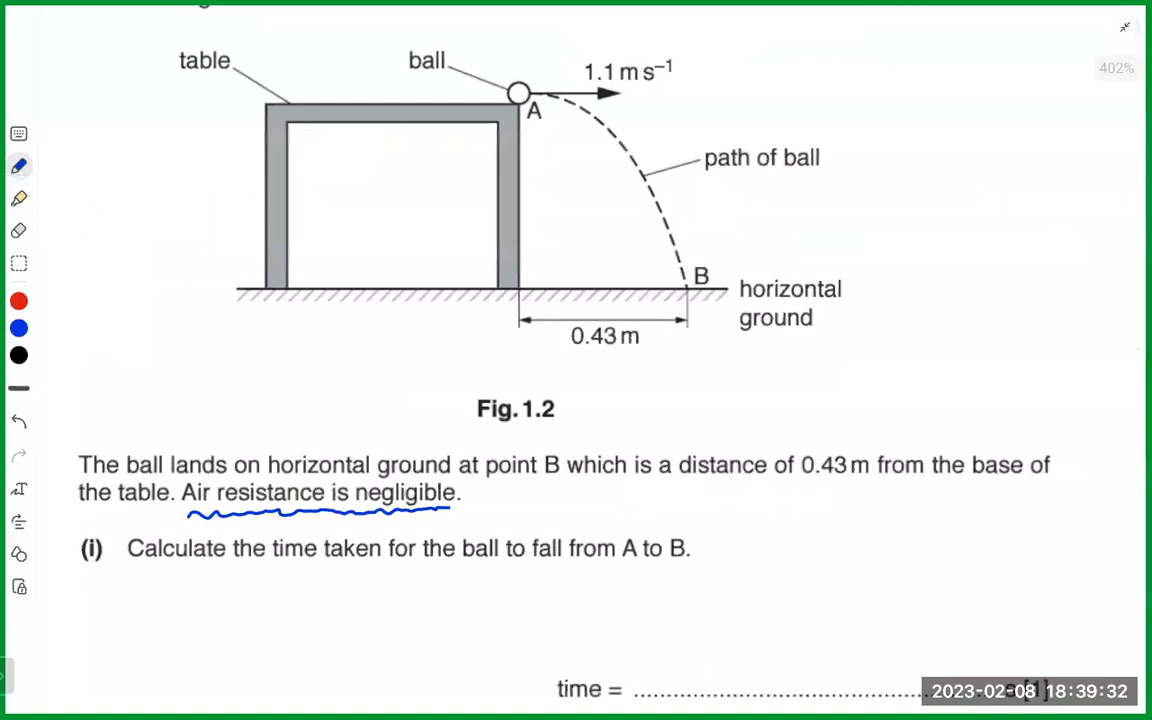 402%
table
ball
1.1 m s⁻¹
A
path of ball
B
horizontal
ground
0.43 m
Fig. 1.2
The ball lands on horizontal ground at point B which is a distance of 0.43 m from the base of
the table. Air resistance is negligible.
(i) Calculate the time taken for the ball to fall from A to B.
time = ................................................ s [1]
2023-02-08 18:39:32